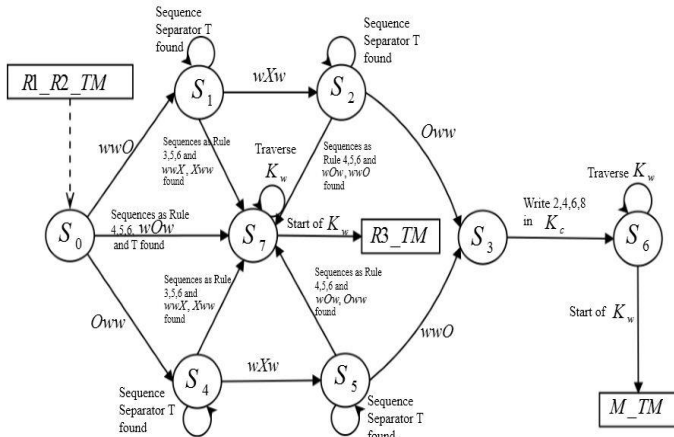 Sequence
Separator T
found
Sequence
Separator T
found
R1_R2_TM
S1
wXw
S2
wwO
Sequences as Rule
3,5,6 and
wwX, Xww
found
Traverse
Kw
Sequences as
Rule 4,5,6 and
wOw, wwO
found
Oww
Sequences as Rule
4,5,6, wOw
and T found
S0
S7
Start of Kw
R3_TM
S3
Write 2,4,6,8
in Kc
Traverse Kw
S6
Oww
Sequences as Rule
3,5,6 and
wwX, Xww
found
Sequences as Rule
4,5,6 and
wOw, Oww
found
wwO
Start of Kw
S4
wXw
S5
M_TM
Sequence
Separator T
found
Sequence
Separator T
found